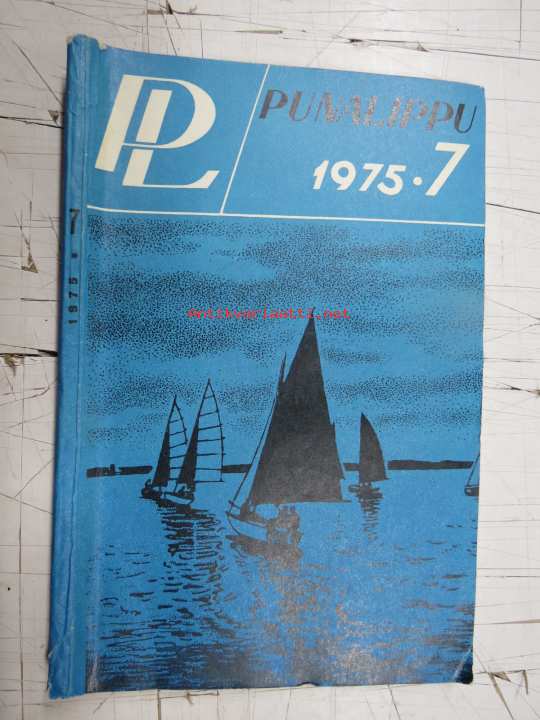 PL
PUNALIPPU
1975 • 7
1975 • 7
antikvariaatti.net